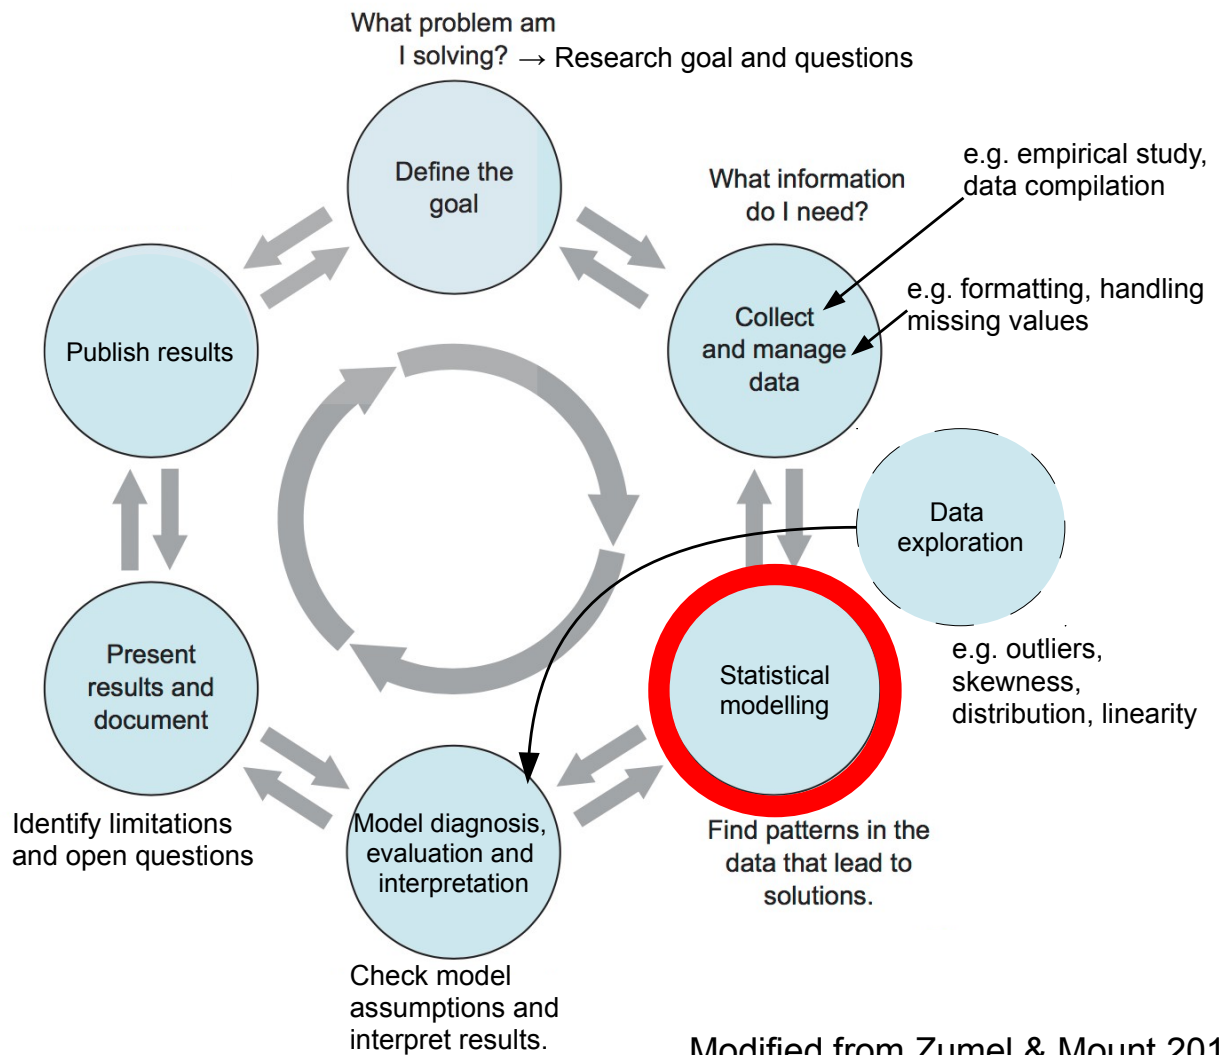 What problem am
I solving? → Research goal and questions
Define the
goal
e.g. empirical study,
data compilation
What information
do I need?
e.g. formatting, handling
missing values
Collect
and manage
data
Publish results
Data
exploration
e.g. outliers,
skewness,
distribution, linearity
Statistical
modelling
Find patterns in the
data that lead to
solutions.
Present
results and
document
Identify limitations
and open questions
Model diagnosis,
evaluation and
interpretation
Check model
assumptions and
interpret results.
Modified from Zumel & Mount 201